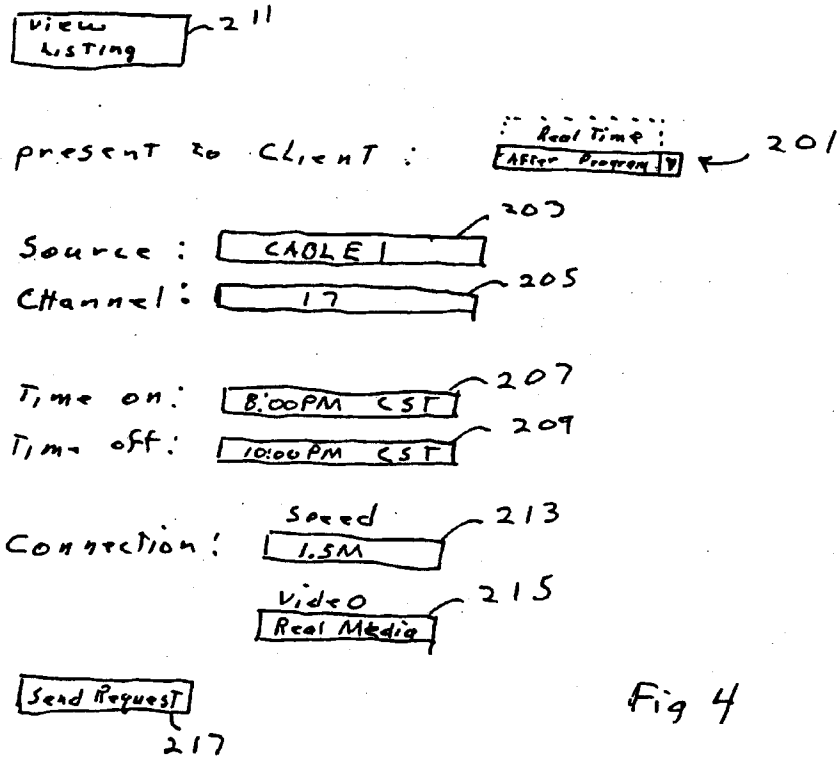 View 211
Listing
Real Time
present to Client: After Program 201
203
Source: CABLE 1
205
Channel: 17
Time on: 8:00PM CST 207
Time off: 10:00 PM CST 209
Speed 213
Connection: 1.5M
Video 215
Real Media
Send Request
217
Fig 4